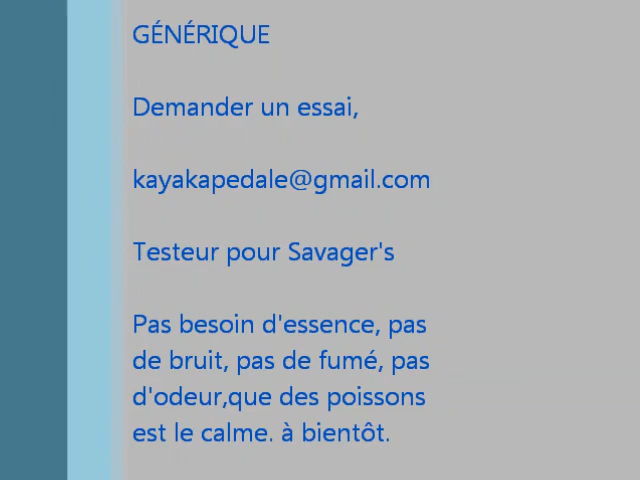 GÉNÉRIQUE
Demander un essai,
kayakapedale@gmail.com
Testeur pour Savager's
Pas besoin d'essence, pas
de bruit, pas de fumé, pas
d'odeur,que des poissons
est le calme. à bientôt.